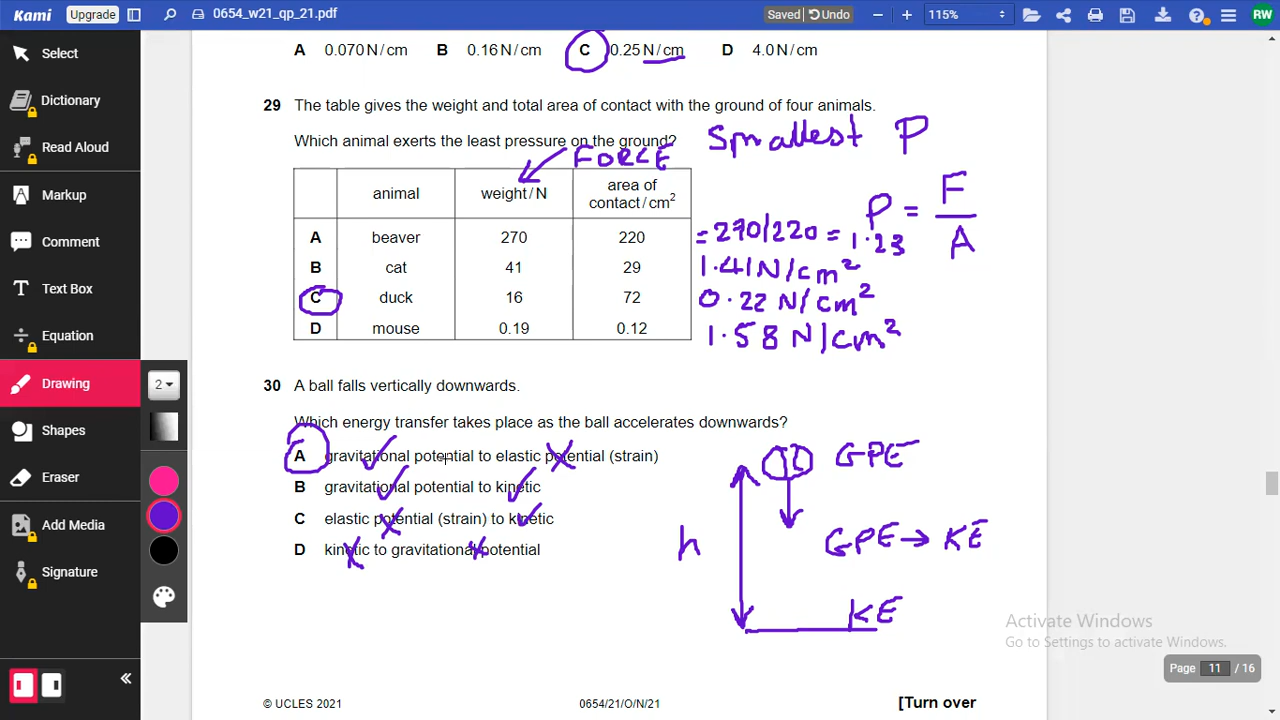 Kami Upgrade 0654_w21_qp_21.pdf Saved Undo 115% RW
Select
Dictionary
Read Aloud
Markup
Comment
Text Box
Equation
Drawing 2
Shapes
Eraser
Add Media
Signature
A 0.070 N/cm B 0.16 N/cm C 0.25 N/cm D 4.0 N/cm
29 The table gives the weight and total area of contact with the ground of four animals.
Which animal exerts the least pressure on the ground? Smallest P
FORCE
animal weight/N area of contact/cm²
P = F/A
A beaver 270 220 = 270/220 = 1.23
B cat 41 29 1.41 N/cm²
C duck 16 72 0.22 N/cm²
D mouse 0.19 0.12 1.58 N/cm²
30 A ball falls vertically downwards.
Which energy transfer takes place as the ball accelerates downwards?
A gravitational potential to elastic potential (strain) GPE
B gravitational potential to kinetic
C elastic potential (strain) to kinetic
D kinetic to gravitational potential
h GPE → KE
KE
Activate Windows
Go to Settings to activate Windows.
Page 11 / 16
© UCLES 2021 0654/21/O/N/21 [Turn over